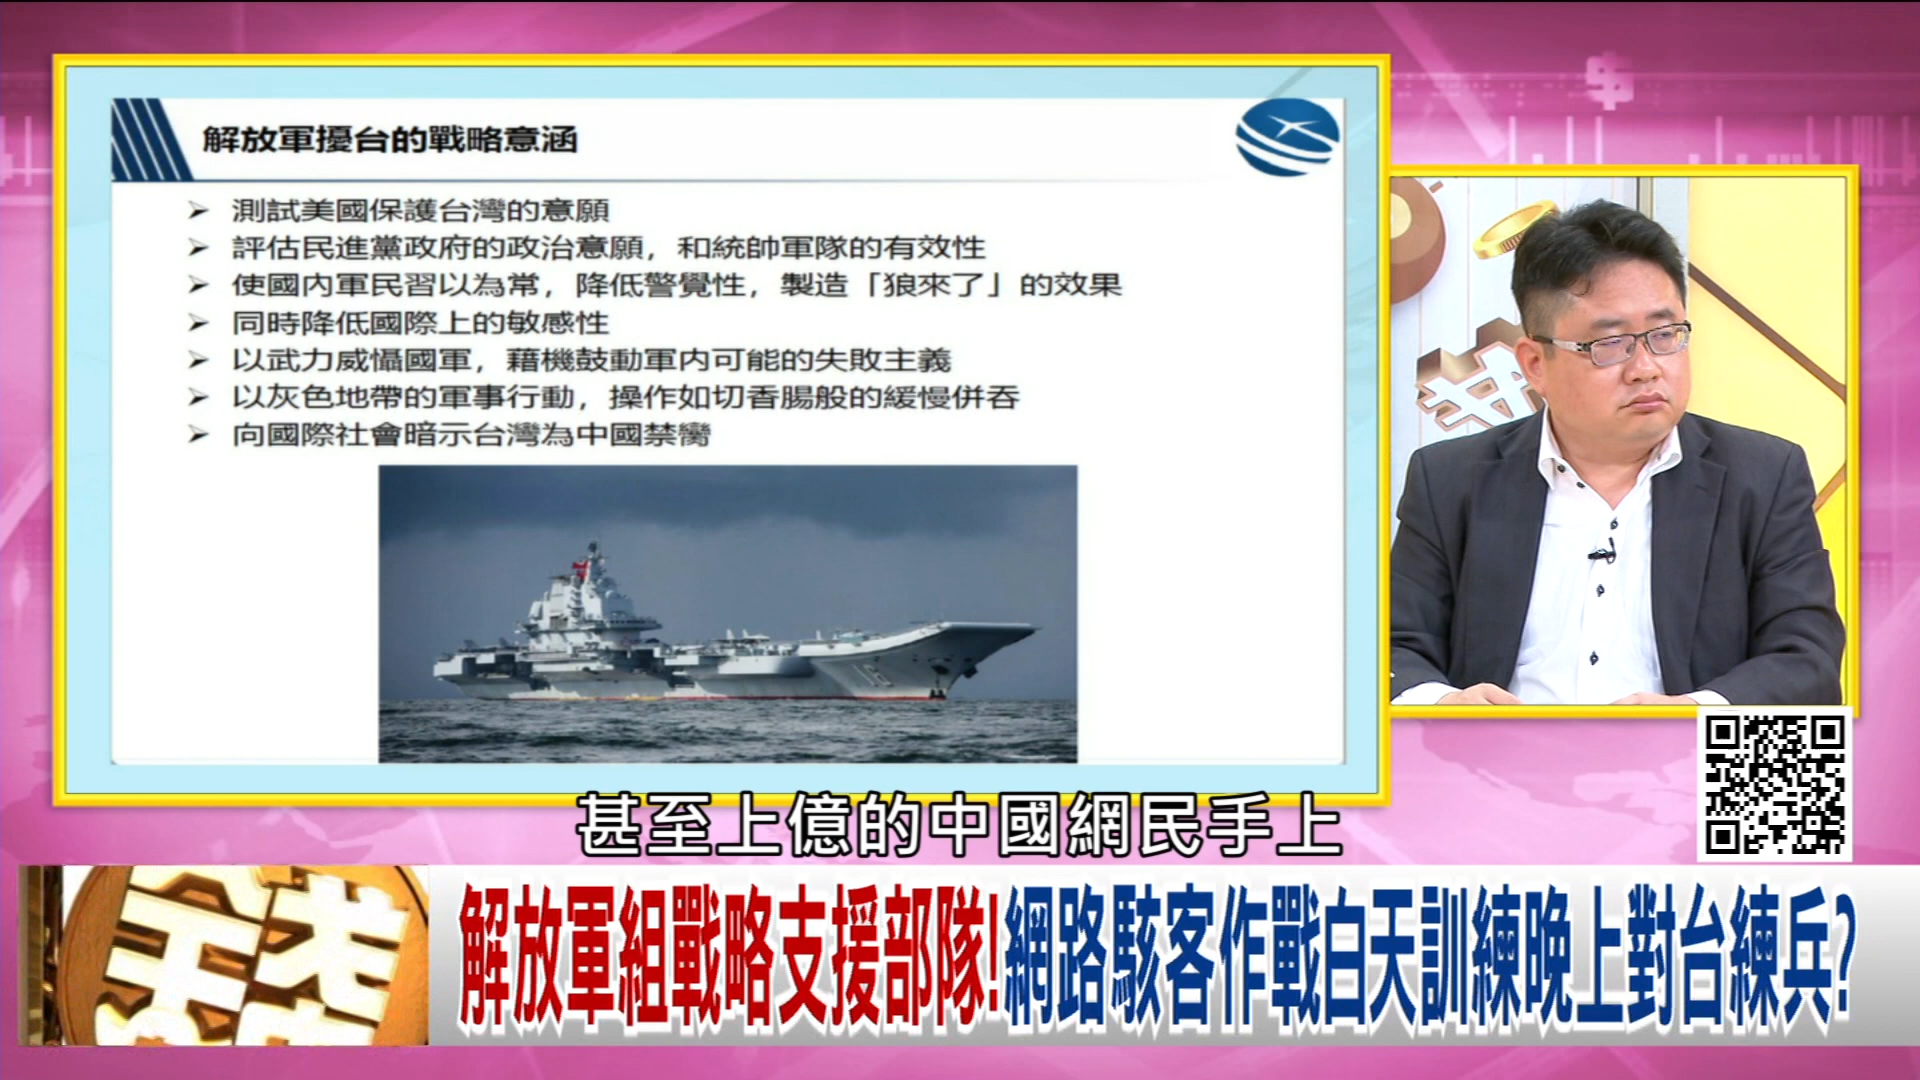 解放軍擾台的戰略意涵
測試美國保護台灣的意願
評估民進黨政府的政治意願，和統帥軍隊的有效性
使國內軍民習以為常，降低警覺性，製造「狼來了」的效果
同時降低國際上的敏感性
以武力威懾國軍，藉機鼓動軍內可能的失敗主義
以灰色地帶的軍事行動，操作如切香腸般的緩慢併吞
向國際社會暗示台灣為中國禁臠
16
甚至上億的中國網民手上
解放軍組戰略支援部隊!網路駭客作戰白天訓練晚上對台練兵?